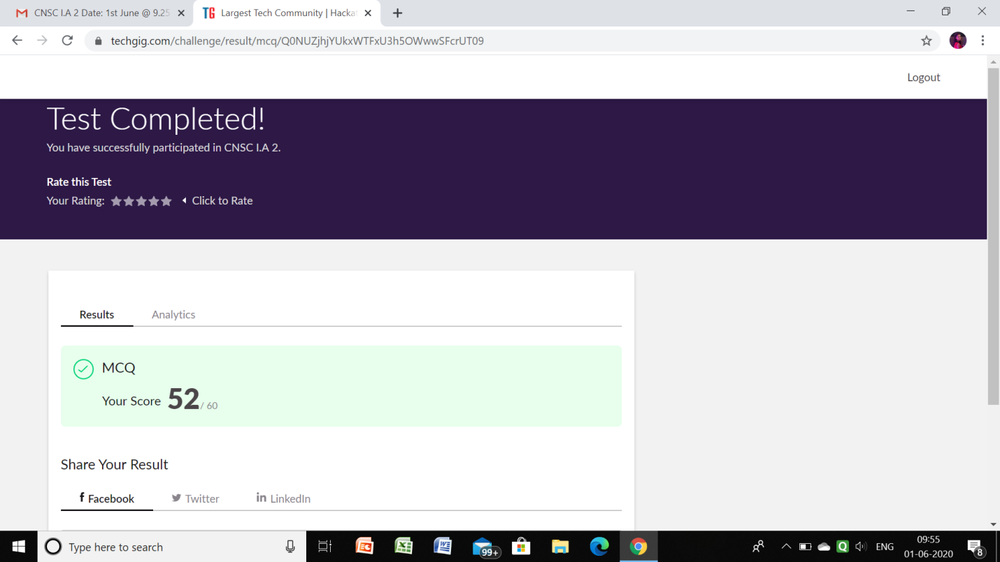 CNSC I.A 2 Date: 1st June @ 9.25
TG Largest Tech Community | Hacka
techgig.com/challenge/result/mcq/Q0NUZjhjYUkxWTFxU3h5OWwwSFcrUT09
Logout
Test Completed!
You have successfully participated in CNSC I.A 2.
Rate this Test
Your Rating: Click to Rate
Results Analytics
MCQ
Your Score 52 / 60
Share Your Result
Facebook Twitter LinkedIn
Type here to search 99+ ENG 09:55
01-06-2020 8